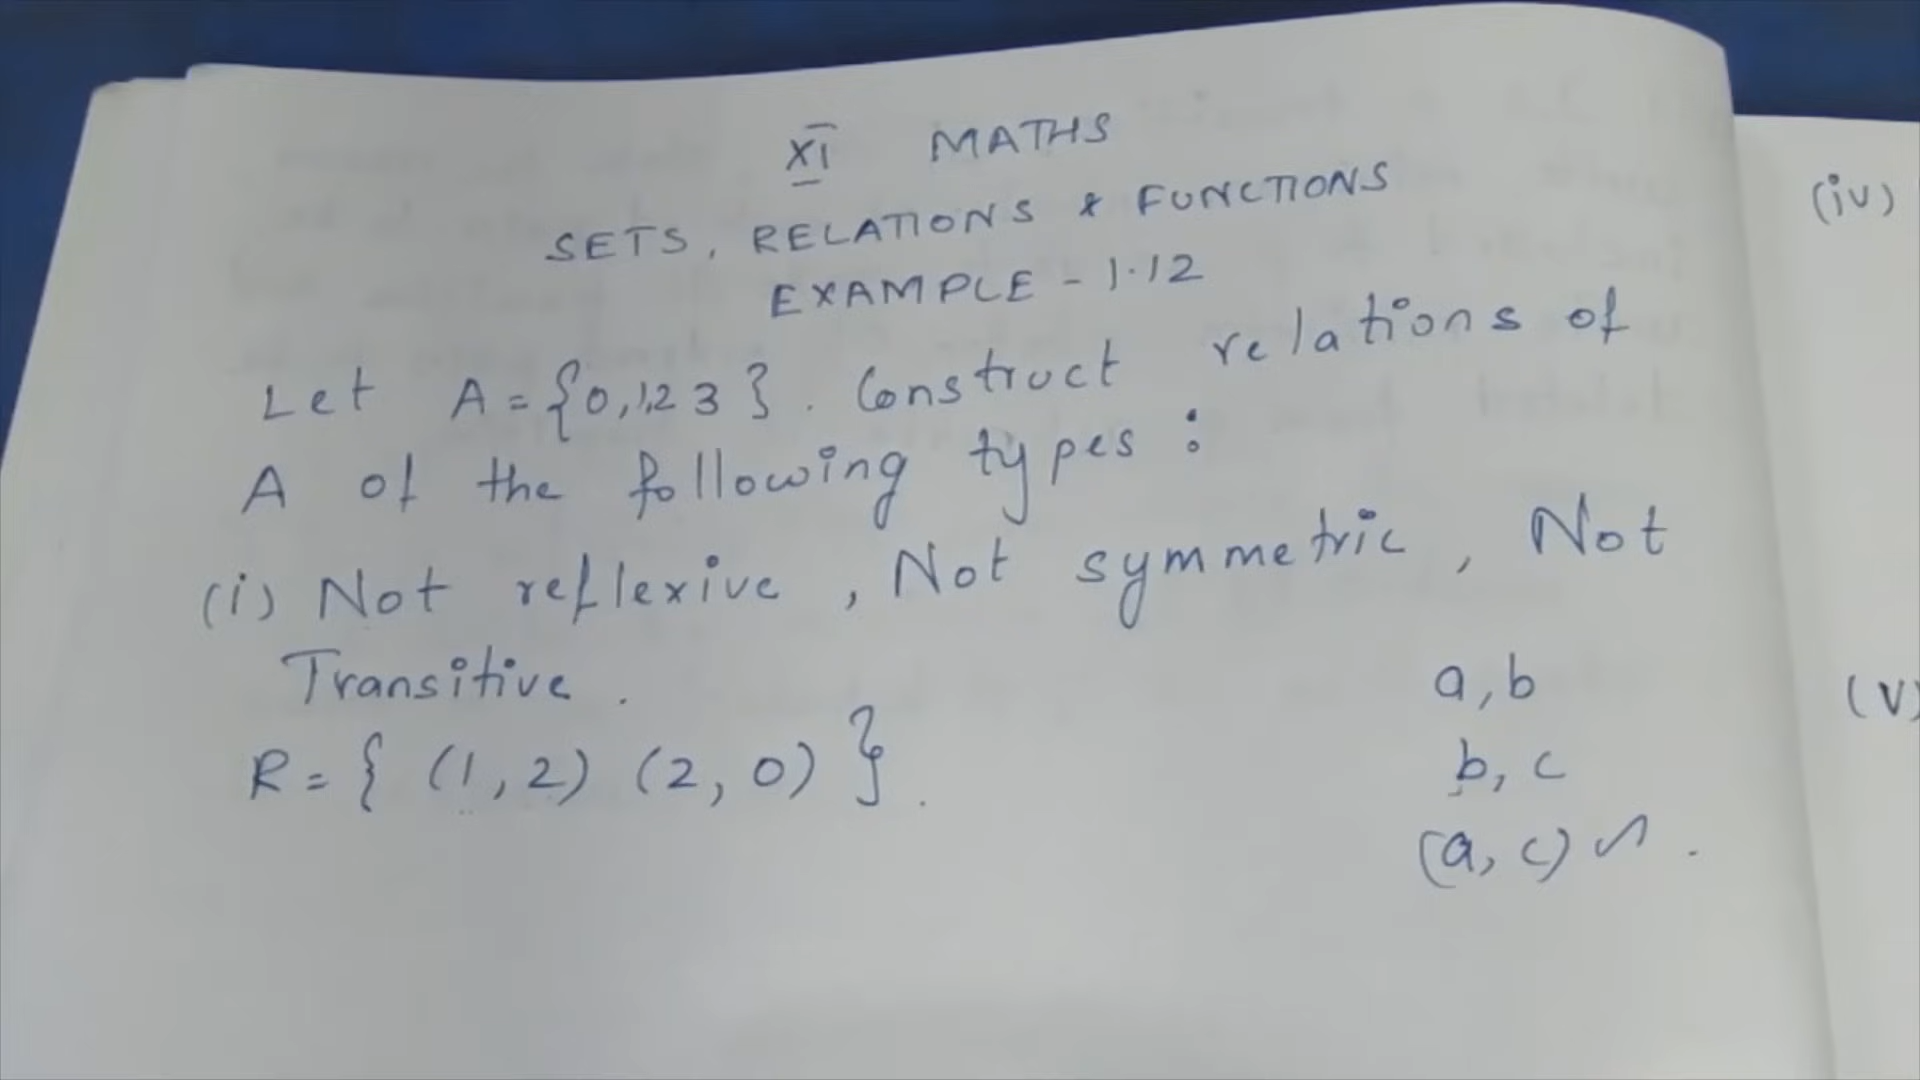 XI MATHS
SETS, RELATIONS & FUNCTIONS
EXAMPLE - 1.12
Let A = {0,1,2 3}. Construct relations of
A of the following types :
(i) Not reflexive, Not symmetric, Not
Transitive.
R = { (1,2) (2,0) }.
a,b
b, c
(a, c)
(iv)
(v)